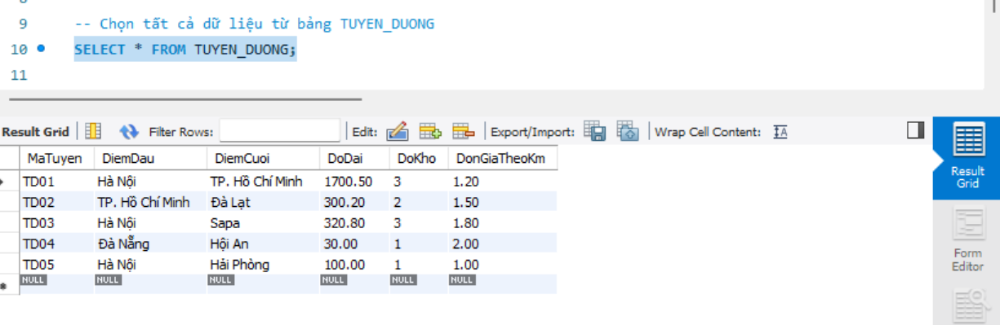 9 -- Chọn tất cả dữ liệu từ bảng TUYEN_DUONG
10 SELECT * FROM TUYEN_DUONG;
11
Result Grid Filter Rows: Edit: Export/Import: Wrap Cell Content: IA
MaTuyen DiemDau DiemCuoi DoDai DoKho DonGiaTheoKm
TD01 Hà Nội TP. Hồ Chí Minh 1700.50 3 1.20
TD02 TP. Hồ Chí Minh Đà Lạt 300.20 2 1.50
TD03 Hà Nội Sapa 320.80 3 1.80
TD04 Đà Nẵng Hội An 30.00 1 2.00
TD05 Hà Nội Hải Phòng 100.00 1 1.00
NULL NULL NULL NULL NULL NULL
Result
Grid
Form
Editor